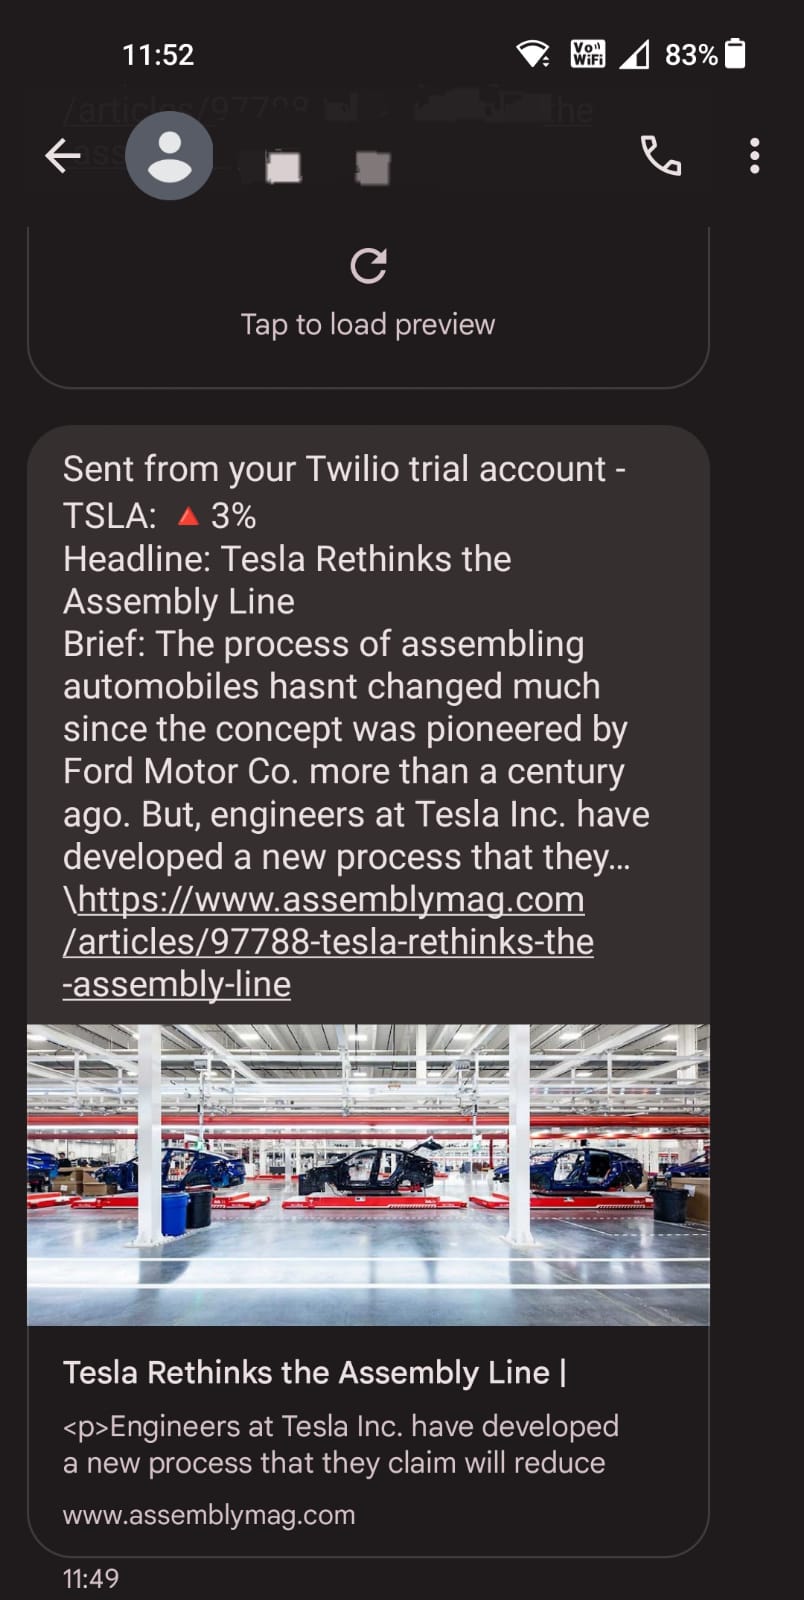 11:52
Vo))
WiFi
83%
/articles/97788 the
ass
Tap to load preview
Sent from your Twilio trial account -
TSLA: 🔺3%
Headline: Tesla Rethinks the
Assembly Line
Brief: The process of assembling
automobiles hasnt changed much
since the concept was pioneered by
Ford Motor Co. more than a century
ago. But, engineers at Tesla Inc. have
developed a new process that they...
\https://www.assemblymag.com
/articles/97788-tesla-rethinks-the
-assembly-line
Tesla Rethinks the Assembly Line |
<p>Engineers at Tesla Inc. have developed
a new process that they claim will reduce
www.assemblymag.com
11:49